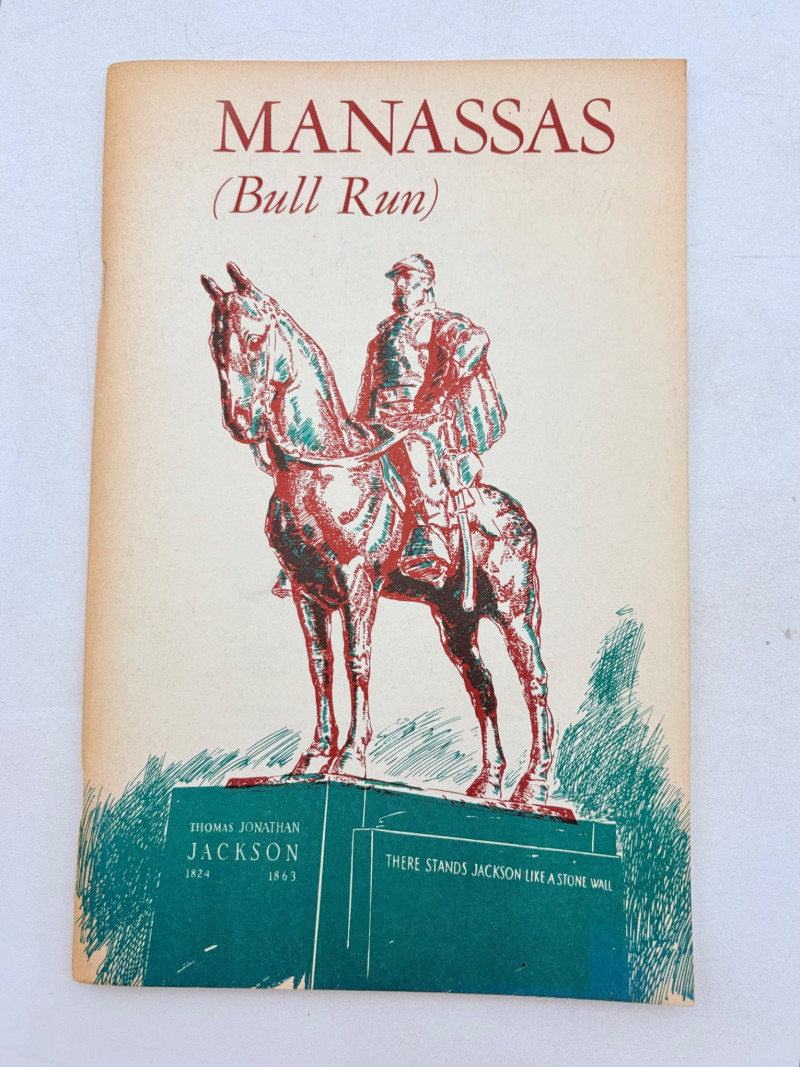 MANASSAS
(Bull Run)
THOMAS JONATHAN
JACKSON
1824 1863
THERE STANDS JACKSON LIKE A STONE WALL